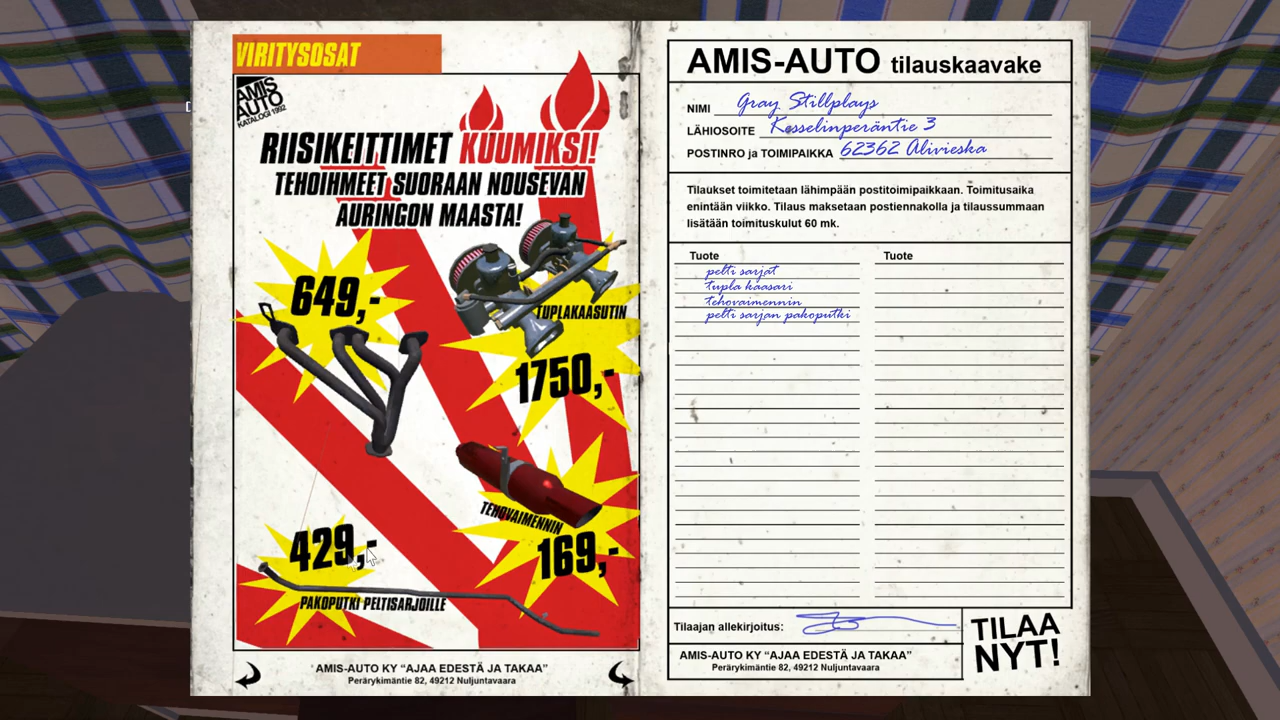 VIRITYSOSAT
AMIS
AUTO
KATALOGI 1992
RIISIKEITTIMET KUUMIKSI!
TEHOIHMEET SUORAAN NOUSEVAN
AURINGON MAASTA!
649,-
TUPLAKAASUTIN
1750,-
TEHOVAIMENNIN
169,-
429,-
PAKOPUTKI PELTISARJOILLE
AMIS-AUTO KY “AJAA EDESTÄ JA TAKAA”
Perärykimäntie 82, 49212 Nuljuntavaara
AMIS-AUTO tilauskaavake
NIMI Gray Stillplays
LÄHIOSOITE Kesselinperäntie 3
POSTINRO ja TOIMIPAIKKA 62362 Alivieska
Tilaukset toimitetaan lähimpään postitoimipaikkaan. Toimitusaika
enintään viikko. Tilaus maksetaan postiennakolla ja tilaussummaan
lisätään toimituskulut 60 mk.
Tuote Tuote
pelti sarjat
tupla kaasari
tehovaimennin
pelti sarjan pakoputki
Tilaajan allekirjoitus:
AMIS-AUTO KY “AJAA EDESTÄ JA TAKAA”
Perärykimäntie 82, 49212 Nuljuntavaara
TILAA
NYT!